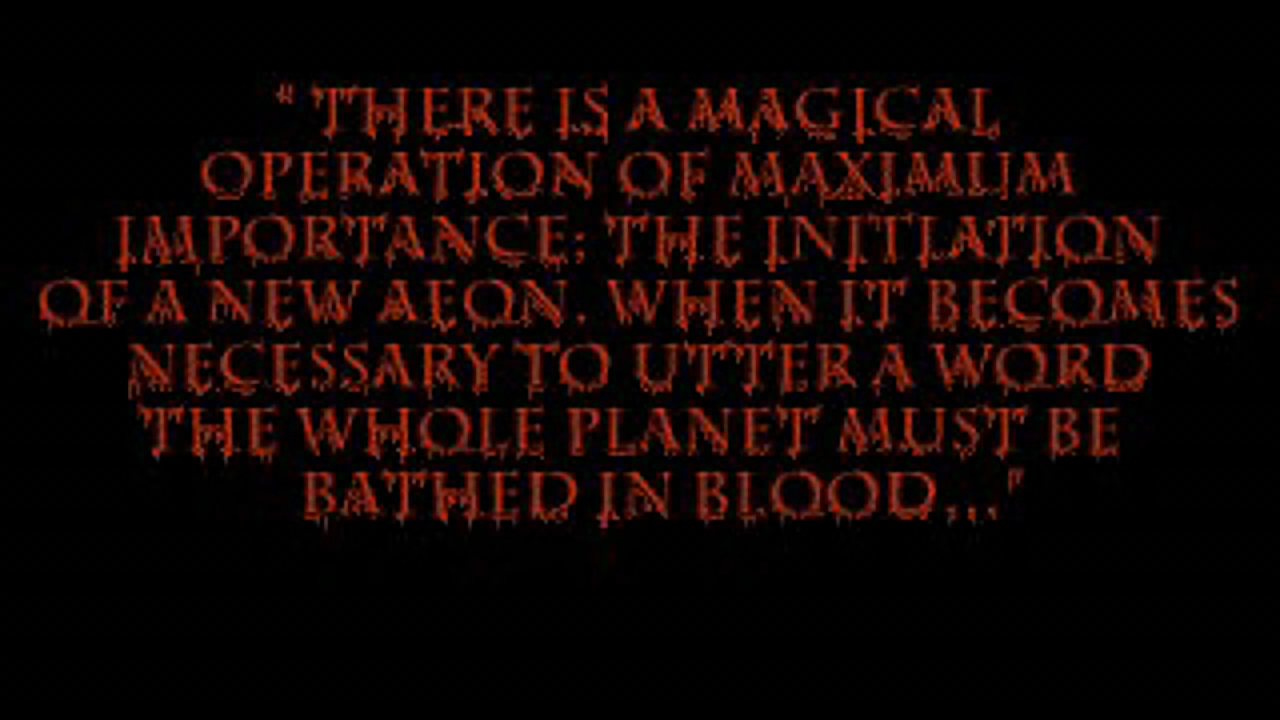 “ THERE IS A MAGICAL
OPERATION OF MAXIMUM
IMPORTANCE; THE INITIATION
OF A NEW AEON. WHEN IT BECOMES
NECESSARY TO UTTER A WORD
THE WHOLE PLANET MUST BE
BATHED IN BLOOD..."